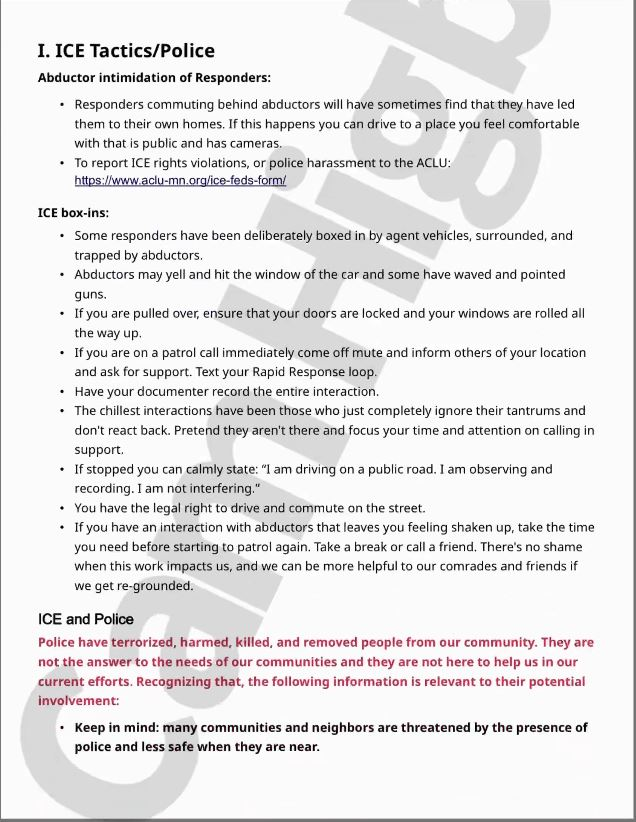 I. ICE Tactics/Police
Abductor intimidation of Responders:
• Responders commuting behind abductors will have sometimes find that they have led
them to their own homes. If this happens you can drive to a place you feel comfortable
with that is public and has cameras.
• To report ICE rights violations, or police harassment to the ACLU:
https://www.aclu-mn.org/ice-feds-form/
ICE box-ins:
• Some responders have been deliberately boxed in by agent vehicles, surrounded, and
trapped by abductors.
• Abductors may yell and hit the window of the car and some have waved and pointed
guns.
• If you are pulled over, ensure that your doors are locked and your windows are rolled all
the way up.
• If you are on a patrol call immediately come off mute and inform others of your location
and ask for support. Text your Rapid Response loop.
• Have your documenter record the entire interaction.
• The chillest interactions have been those who just completely ignore their tantrums and
don't react back. Pretend they aren't there and focus your time and attention on calling in
support.
• If stopped you can calmly state: “I am driving on a public road. I am observing and
recording. I am not interfering.”
• You have the legal right to drive and commute on the street.
• If you have an interaction with abductors that leaves you feeling shaken up, take the time
you need before starting to patrol again. Take a break or call a friend. There's no shame
when this work impacts us, and we can be more helpful to our comrades and friends if
we get re-grounded.
ICE and Police
Police have terrorized, harmed, killed, and removed people from our community. They are
not the answer to the needs of our communities and they are not here to help us in our
current efforts. Recognizing that, the following information is relevant to their potential
involvement:
• Keep in mind: many communities and neighbors are threatened by the presence of
police and less safe when they are near.
CamHigb